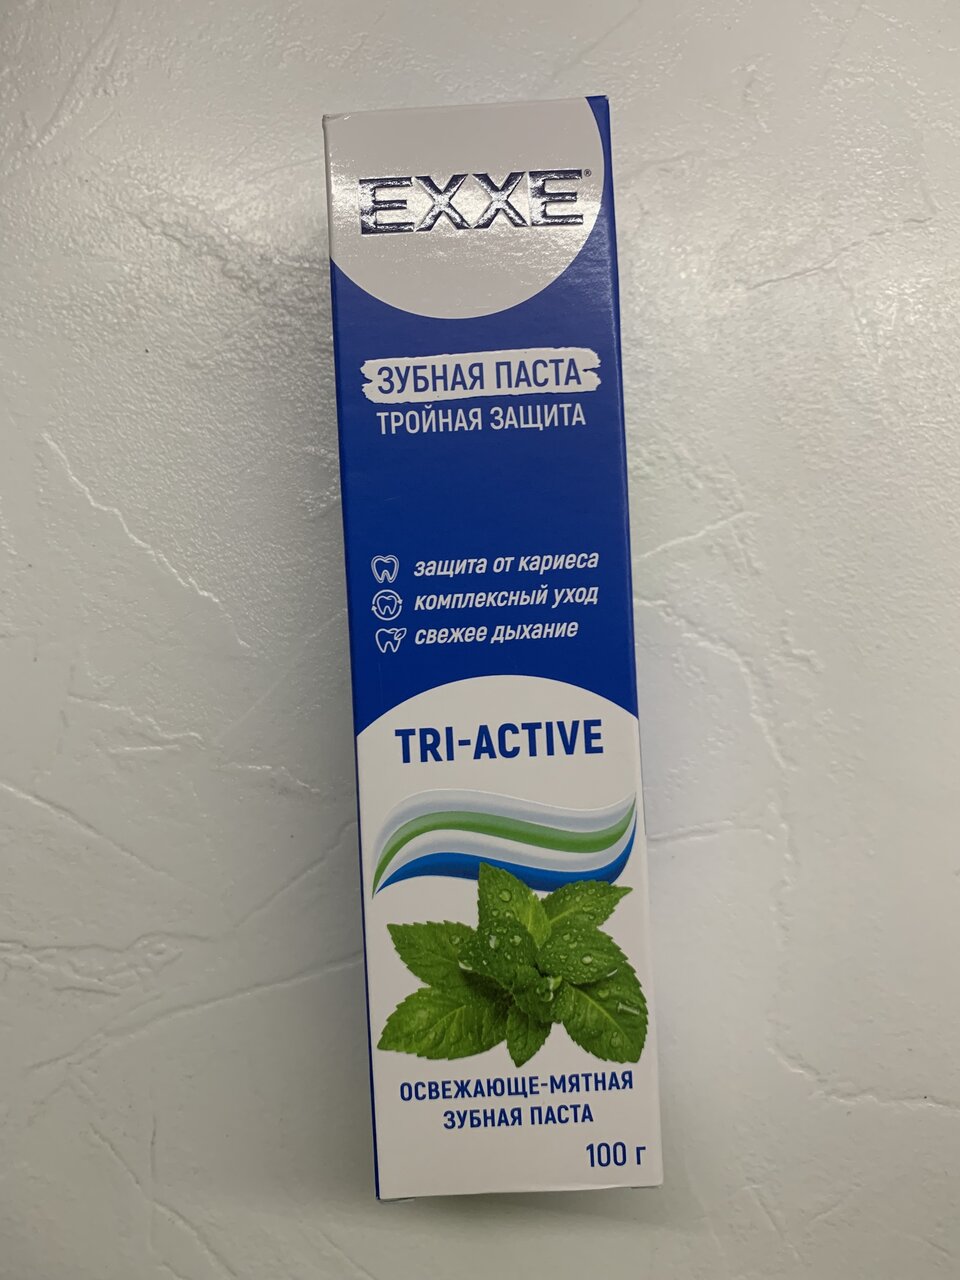 EXXE®
ЗУБНАЯ ПАСТА
ТРОЙНАЯ ЗАЩИТА
защита от кариеса
комплексный уход
свежее дыхание
TRI-ACTIVE
ОСВЕЖАЮЩЕ-МЯТНАЯ
ЗУБНАЯ ПАСТА
100 г